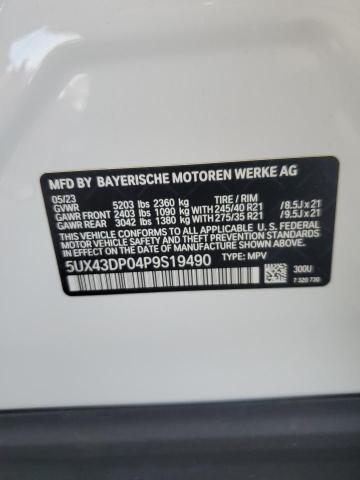 MFD BY BAYERISCHE MOTOREN WERKE AG
05/23
GVWR 5203 lbs 2360 kg TIRE / RIM
GAWR FRONT 2403 lbs 1090 kg WITH 245/40 R21 /8.5J x 21
GAWR REAR 3042 lbs 1380 kg WITH 275/35 R21 /9.5J x 21
THIS VEHICLE CONFORMS TO ALL APPLICABLE U. S. FEDERAL
MOTOR VEHICLE SAFETY STANDARDS IN EFFECT ON THE DATE
OF MANUFACTURE SHOWN ABOVE.
5UX43DP04P9S19490 TYPE: MPV
300U
7 320 730